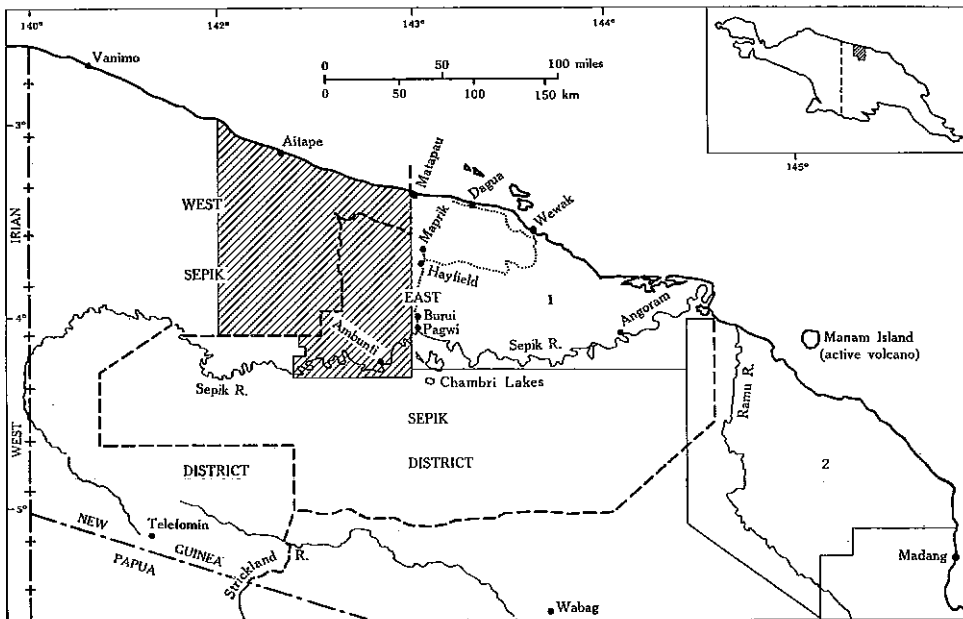 140°
142°
143°
144°
Vanimo
0 50 100 miles
0 60 100 150 km
3°
Aitape
145°
Matapau
Dagua
Wewak
WEST
Maprik
IRIAN
SEPIK
Hayfield
EAST
1
Burui
Pagwi
Angoram
4°
Ambunti
Sepik R.
Manam Island
(active volcano)
Sepik R.
Chambri Lakes
Ramu R.
SEPIK
WEST
DISTRICT
DISTRICT
2
5°
NEW
Telefomin
GUINEA
R.
PAPUA
Strickland
Madang
Wabag